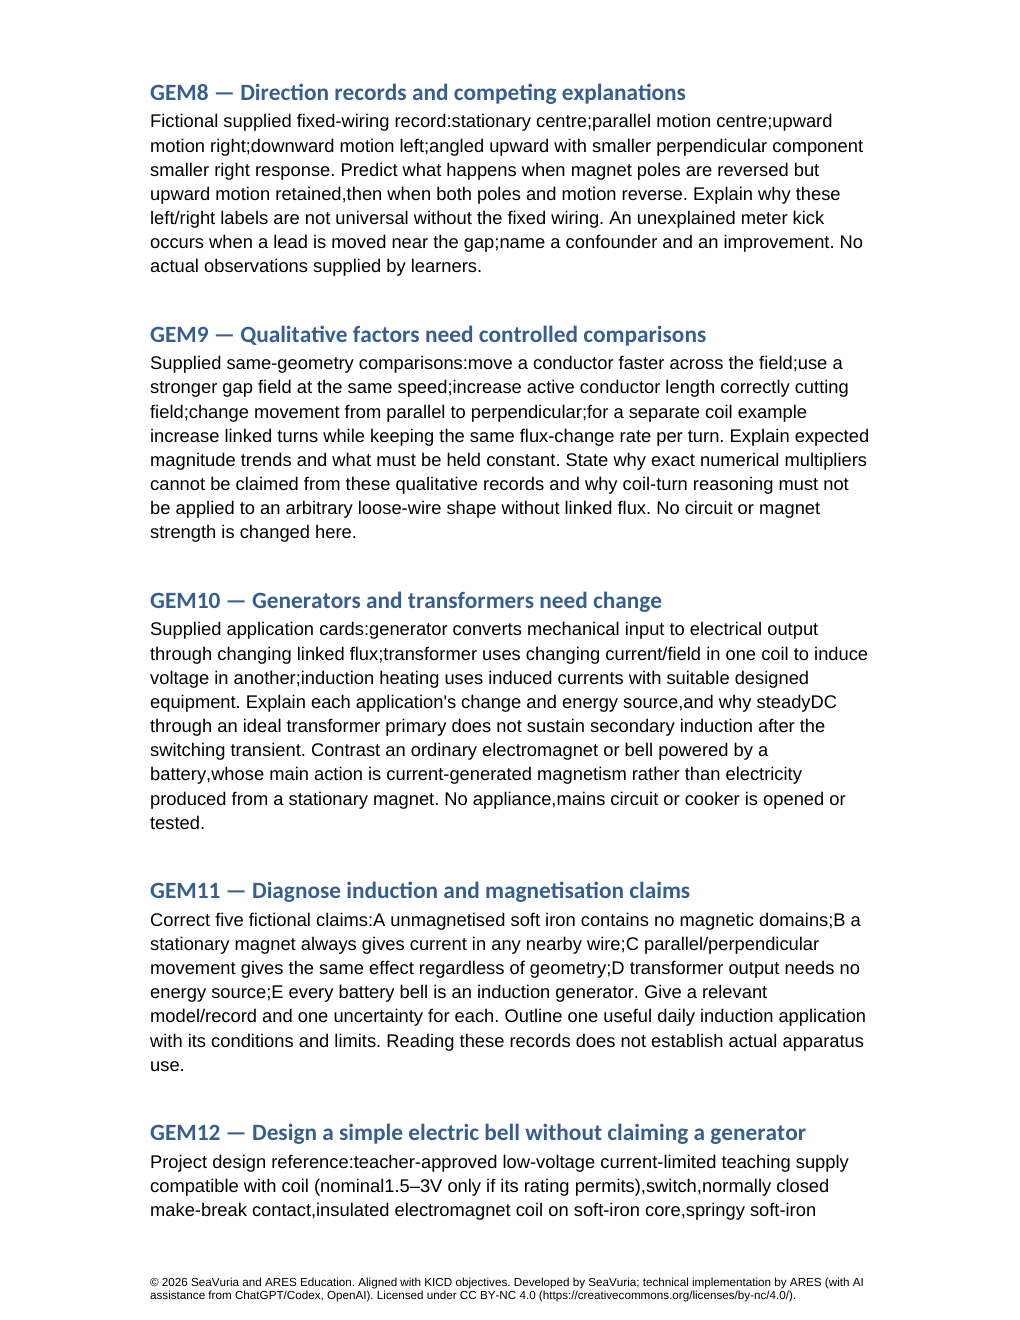 GEM8 — Direction records and competing explanations
Fictional supplied fixed-wiring record:stationary centre;parallel motion centre;upward
motion right;downward motion left;angled upward with smaller perpendicular component
smaller right response. Predict what happens when magnet poles are reversed but
upward motion retained,then when both poles and motion reverse. Explain why these
left/right labels are not universal without the fixed wiring. An unexplained meter kick
occurs when a lead is moved near the gap;name a confounder and an improvement. No
actual observations supplied by learners.
GEM9 — Qualitative factors need controlled comparisons
Supplied same-geometry comparisons:move a conductor faster across the field;use a
stronger gap field at the same speed;increase active conductor length correctly cutting
field;change movement from parallel to perpendicular;for a separate coil example
increase linked turns while keeping the same flux-change rate per turn. Explain expected
magnitude trends and what must be held constant. State why exact numerical multipliers
cannot be claimed from these qualitative records and why coil-turn reasoning must not
be applied to an arbitrary loose-wire shape without linked flux. No circuit or magnet
strength is changed here.
GEM10 — Generators and transformers need change
Supplied application cards:generator converts mechanical input to electrical output
through changing linked flux;transformer uses changing current/field in one coil to induce
voltage in another;induction heating uses induced currents with suitable designed
equipment. Explain each application's change and energy source,and why steadyDC
through an ideal transformer primary does not sustain secondary induction after the
switching transient. Contrast an ordinary electromagnet or bell powered by a
battery,whose main action is current-generated magnetism rather than electricity
produced from a stationary magnet. No appliance,mains circuit or cooker is opened or
tested.
GEM11 — Diagnose induction and magnetisation claims
Correct five fictional claims:A unmagnetised soft iron contains no magnetic domains;B a
stationary magnet always gives current in any nearby wire;C parallel/perpendicular
movement gives the same effect regardless of geometry;D transformer output needs no
energy source;E every battery bell is an induction generator. Give a relevant
model/record and one uncertainty for each. Outline one useful daily induction application
with its conditions and limits. Reading these records does not establish actual apparatus
use.
GEM12 — Design a simple electric bell without claiming a generator
Project design reference:teacher-approved low-voltage current-limited teaching supply
compatible with coil (nominal1.5–3V only if its rating permits),switch,normally closed
make-break contact,insulated electromagnet coil on soft-iron core,springy soft-iron
© 2026 SeaVuria and ARES Education. Aligned with KICD objectives. Developed by SeaVuria; technical implementation by ARES (with AI
assistance from ChatGPT/Codex, OpenAI). Licensed under CC BY-NC 4.0 (https://creativecommons.org/licenses/by-nc/4.0/).